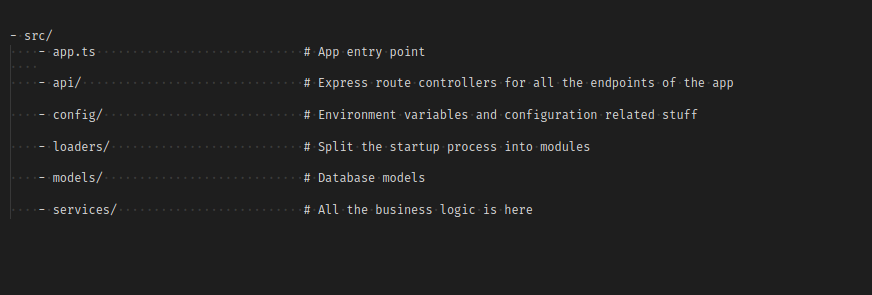 - src/
- app.ts # App entry point
- api/ # Express route controllers for all the endpoints of the app
- config/ # Environment variables and configuration related stuff
- loaders/ # Split the startup process into modules
- models/ # Database models
- services/ # All the business logic is here